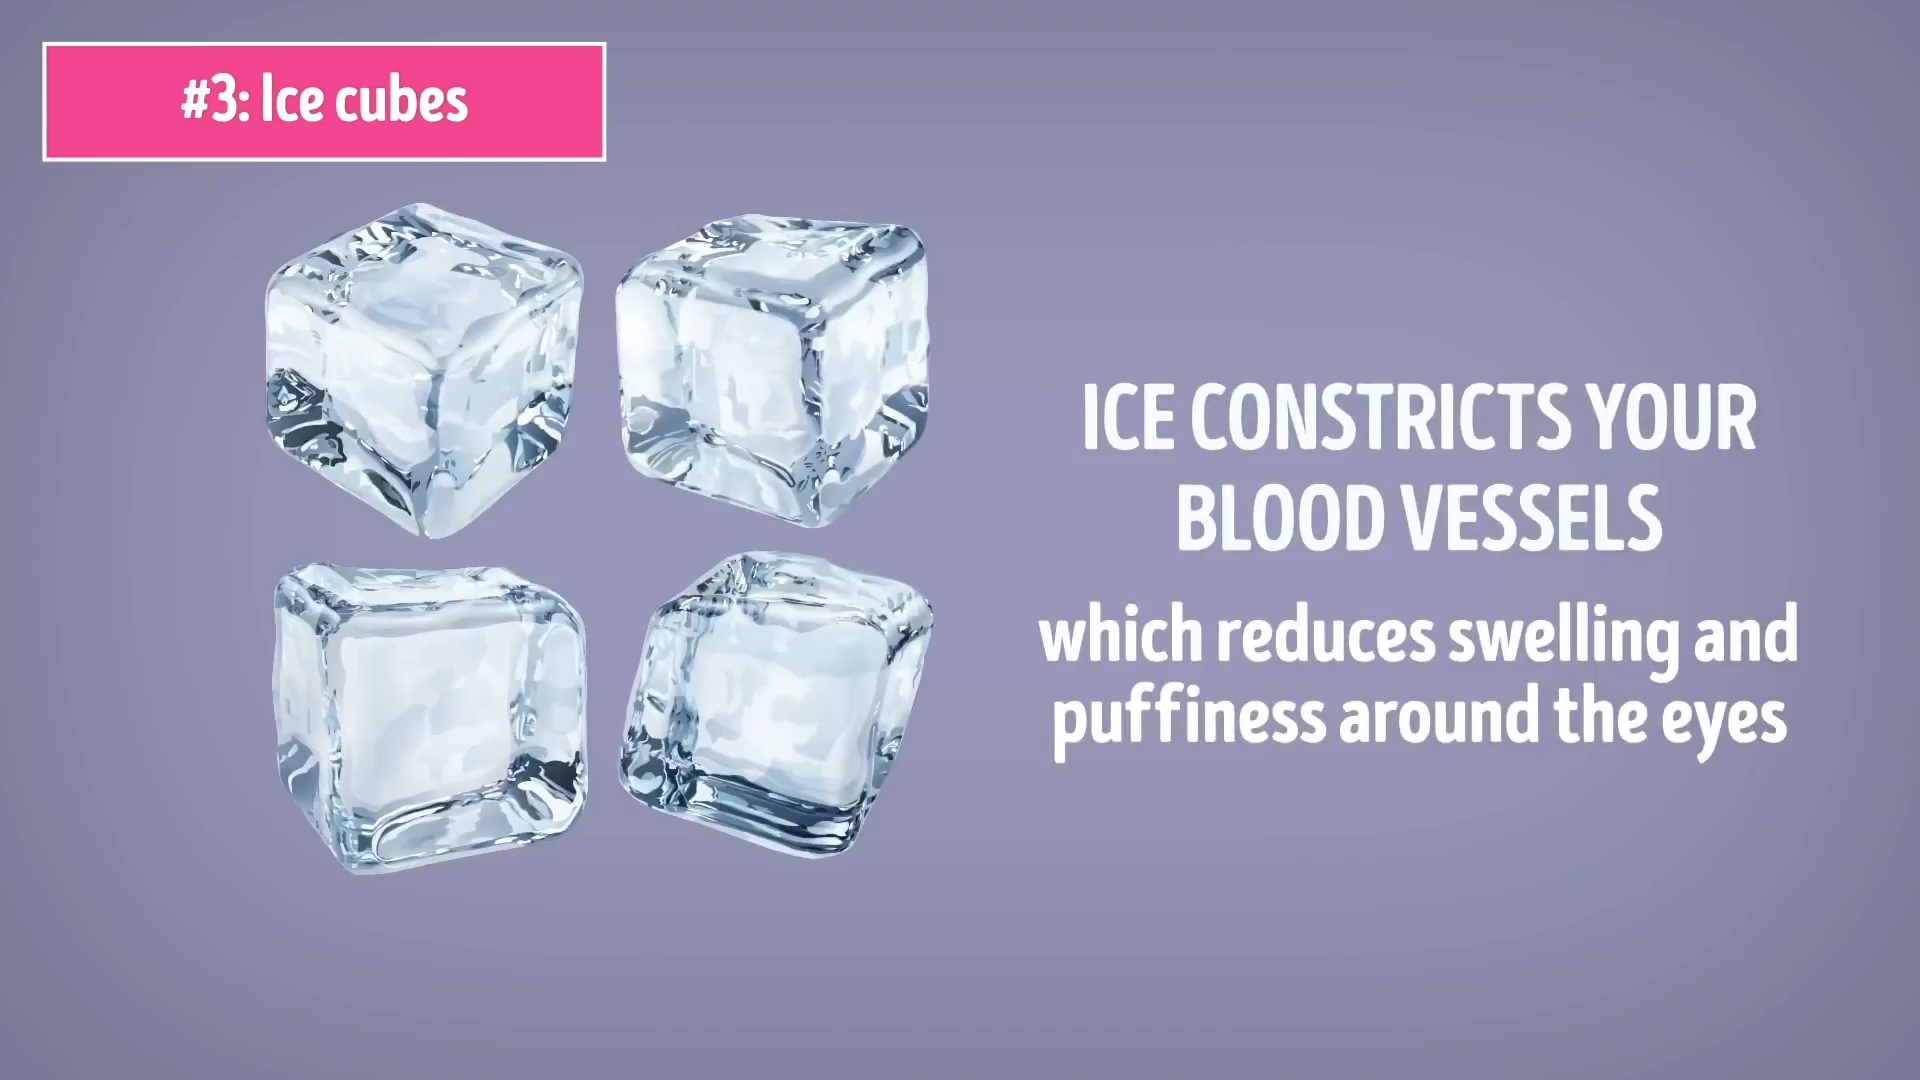 #3: Ice cubes
ICE CONSTRICTS YOUR
BLOOD VESSELS
which reduces swelling and
puffiness around the eyes